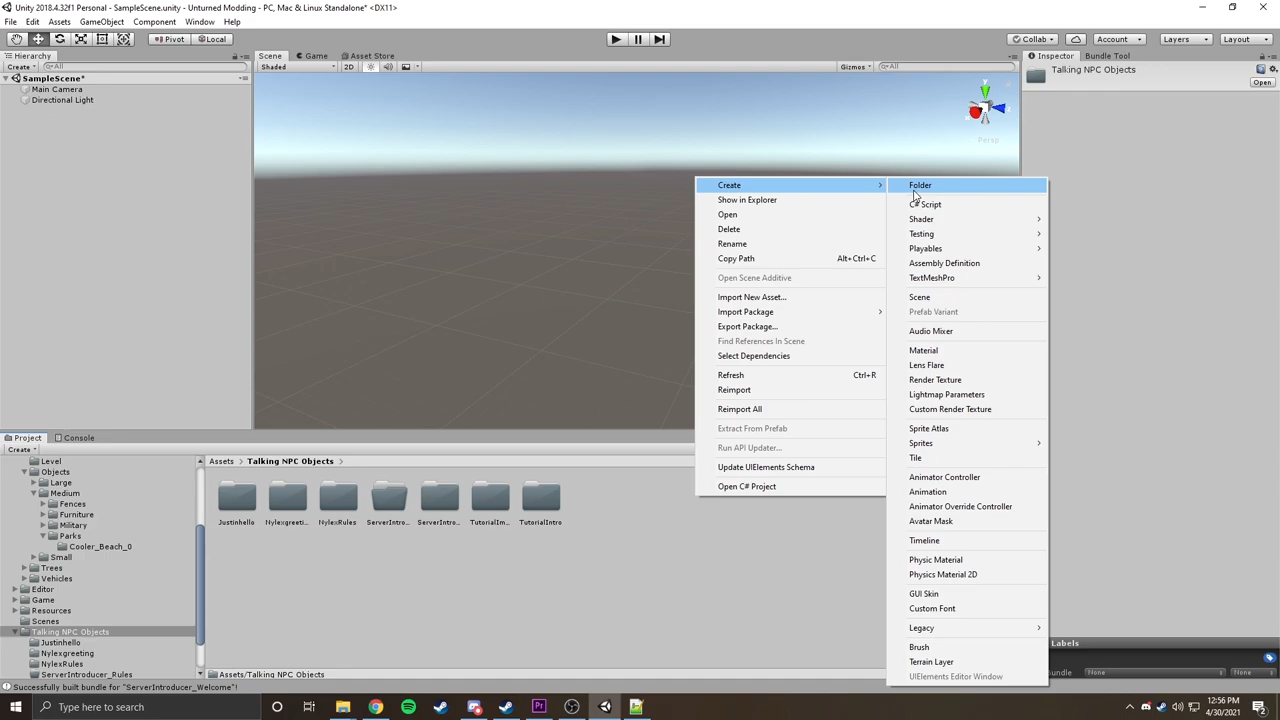 Unity 2018.4.32f1 Personal - SampleScene.unity - Unturned Modding - PC, Mac & Linux Standalone* <DX11>
File Edit Assets GameObject Component Window Help
Pivot Local Collab Account Layers Layout
Hierarchy Scene Game Asset Store Inspector Bundle Tool
Create All Shaded 2D Gizmos All Talking NPC Objects
SampleScene* Open
Main Camera
Directional Light
y
Persp
Create Folder
Show in Explorer C# Script
Open Shader
Delete Testing
Rename Playables
Copy Path Alt+Ctrl+C Assembly Definition
Open Scene Additive TextMeshPro
Import New Asset... Scene
Import Package Prefab Variant
Export Package... Audio Mixer
Find References In Scene Material
Select Dependencies Lens Flare
Refresh Ctrl+R Render Texture
Reimport Lightmap Parameters
Reimport All Custom Render Texture
Extract From Prefab Sprite Atlas
Run API Updater... Sprites
Update UIElements Schema Tile
Open C# Project Animator Controller
Animation
Animator Override Controller
Avatar Mask
Timeline
Physic Material
Physics Material 2D
GUI Skin
Custom Font
Legacy
Brush
Terrain Layer
UIElements Editor Window
Project Console
Create
Level Assets Talking NPC Objects
Objects
Large
Medium
Fences
Furniture
Military
Parks
Cooler_Beach_0
Small
Trees
Vehicles
Editor
Game
Resources
Scenes
Talking NPC Objects
Justinhello
Nylexgreeting
NylexRules
ServerIntroducer_Rules
Justinhello Nylexgreeti... NylexRules ServerIntro... ServerIntro... TutorialIm... TutorialIntro
Assets/Talking NPC Objects
Labels
Bundle None None
Successfully built bundle for "ServerIntroducer_Welcome"!
Type here to search
12:56 PM
4/30/2021
2